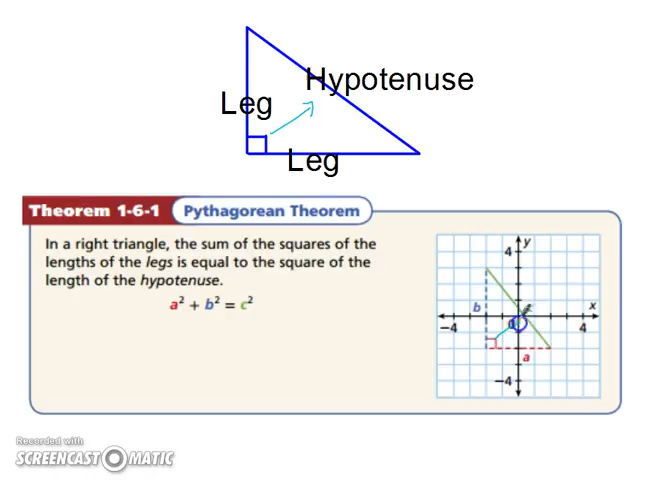 Hypotenuse
Leg
Leg
Theorem 1-6-1 Pythagorean Theorem
In a right triangle, the sum of the squares of the
lengths of the legs is equal to the square of the
length of the hypotenuse.
a² + b² = c²
y
4
b
x
−4
0
4
a
−4
Recorded with
SCREENCAST-O-MATIC